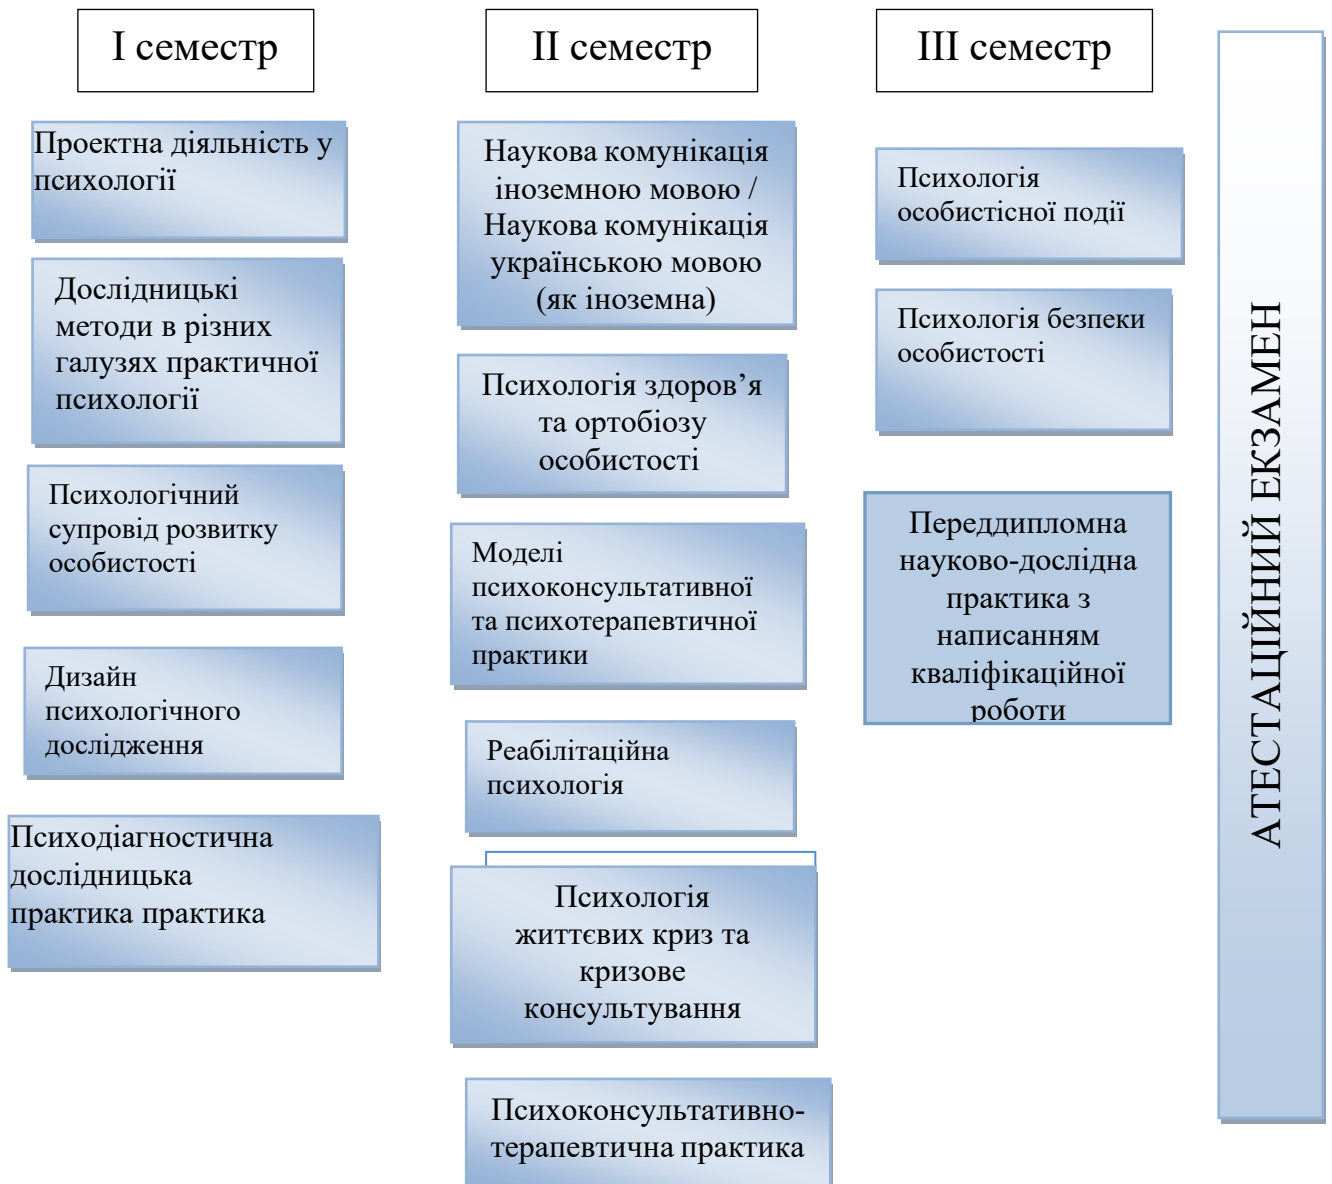 I семестр
Проектна діяльність у
психології
Дослідницькі
методи в різних
галузях практичної
психології
Психологічний
супровід розвитку
особистості
Дизайн
психологічного
дослідження
Психодіагностична
дослідницька
практика практика
II семестр
Наукова комунікація
іноземною мовою /
Наукова комунікація
українською мовою
(як іноземна)
Психологія здоров’я
та ортобіозу
особистості
Моделі
психоконсультативної
та психотерапевтичної
практики
Реабілітаційна
психологія
Психологія
життєвих криз та
кризове
консультування
Психоконсультативно-
терапевтична практика
III семестр
Психологія
особистісної події
Психологія безпеки
особистості
Переддипломна
науково-дослідна
практика з
написанням
кваліфікаційної
роботи
АТЕСТАЦІЙНИЙ ЕКЗАМЕН